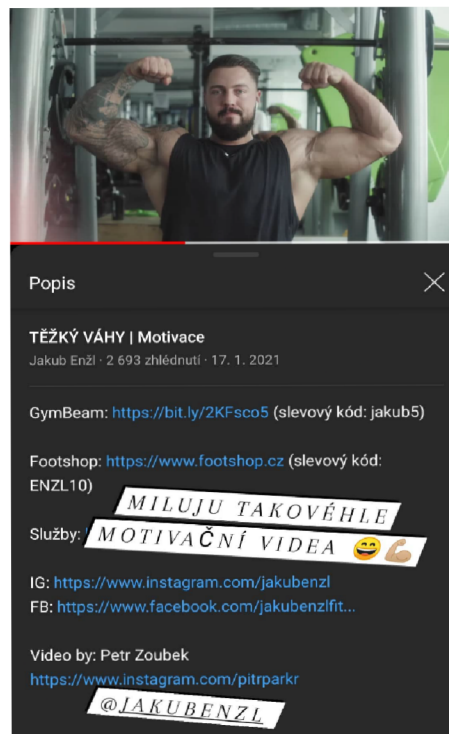 Popis
TĚŽKÝ VÁHY | Motivace
Jakub Enžl · 2 693 zhlédnutí · 17. 1. 2021
GymBeam: https://bit.ly/2KFsco5 (slevový kód: jakub5)
Footshop: https://www.footshop.cz (slevový kód:
ENZL10)
MILUJU TAKOVÉHLE
Služby:
MOTIVAČNÍ VIDEA 😄💪🏼
IG: https://www.instagram.com/jakubenzl
FB: https://www.facebook.com/jakubenzlfit...
Video by: Petr Zoubek
https://www.instagram.com/pitrparkr
@JAKUBENZL